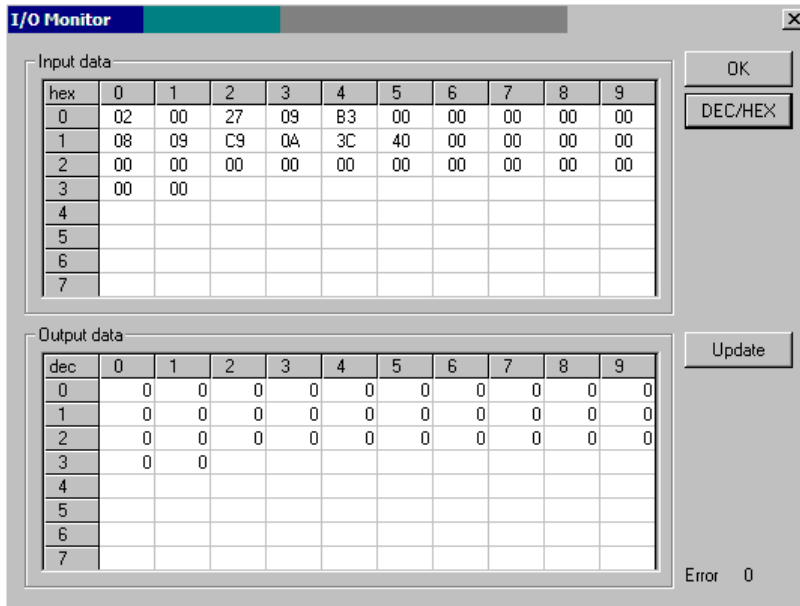 I/O Monitor
Input data
hex 0 1 2 3 4 5 6 7 8 9
0 02 00 27 09 B3 00 00 00 00 00
1 08 09 C9 0A 3C 40 00 00 00 00
2 00 00 00 00 00 00 00 00 00 00
3 00 00
4
5
6
7
OK
DEC/HEX
Output data
dec 0 1 2 3 4 5 6 7 8 9
0 0 0 0 0 0 0 0 0 0 0
1 0 0 0 0 0 0 0 0 0 0
2 0 0 0 0 0 0 0 0 0 0
3 0 0
4
5
6
7
Update
Error 0